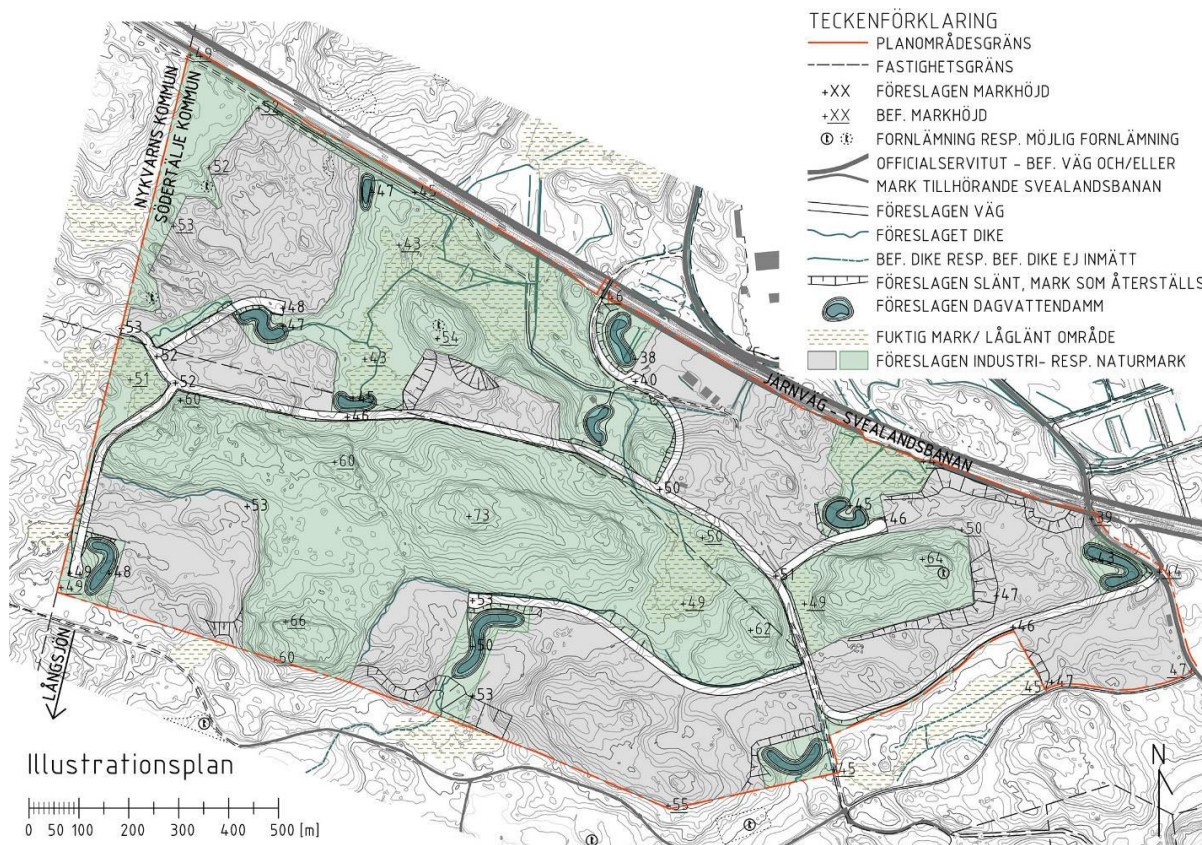 TECKENFÖRKLARING
PLANOMRÅDESGRÄNS
FASTIGHETSGRÄNS
+XX FÖRESLAGEN MARKHÖJD
+XX BEF. MARKHÖJD
FORNLÄMNING RESP. MÖJLIG FORNLÄMNING
OFFICIALSERVITUT - BEF. VÄG OCH/ELLER
MARK TILLHÖRANDE SVEALANDSBANAN
FÖRESLAGEN VÄG
FÖRESLAGET DIKE
BEF. DIKE RESP. BEF. DIKE EJ INMÄTT
FÖRESLAGEN SLÄNT, MARK SOM ÅTERSTÄLLS
FÖRESLAGEN DAGVATTENDAMM
FUKTIG MARK/ LÅGLÄNT OMRÅDE
FÖRESLAGEN INDUSTRI- RESP. NATURMARK
+49
NYKVARNS KOMMUN
SÖDERTÄLJE KOMMUN
+52
+52
+47
+45
+53
+43
+46
+48
+47
+54
+53
+52
+43
+38
+40
JÄRNVÄG - SVEALANDSBANAN
+51
+52
+60
+46
+60
+50
+53
+73
+45
+46
+50
+50
+39
+64
+43
+44
+49
+48
+49
+51
+53
+49
+49
+47
+66
+62
+46
+60
+50
+53
45
+47
47
LÅNGSJÖN
+45
+55
Illustrationsplan
0 50 100 200 300 400 500 [m]
N